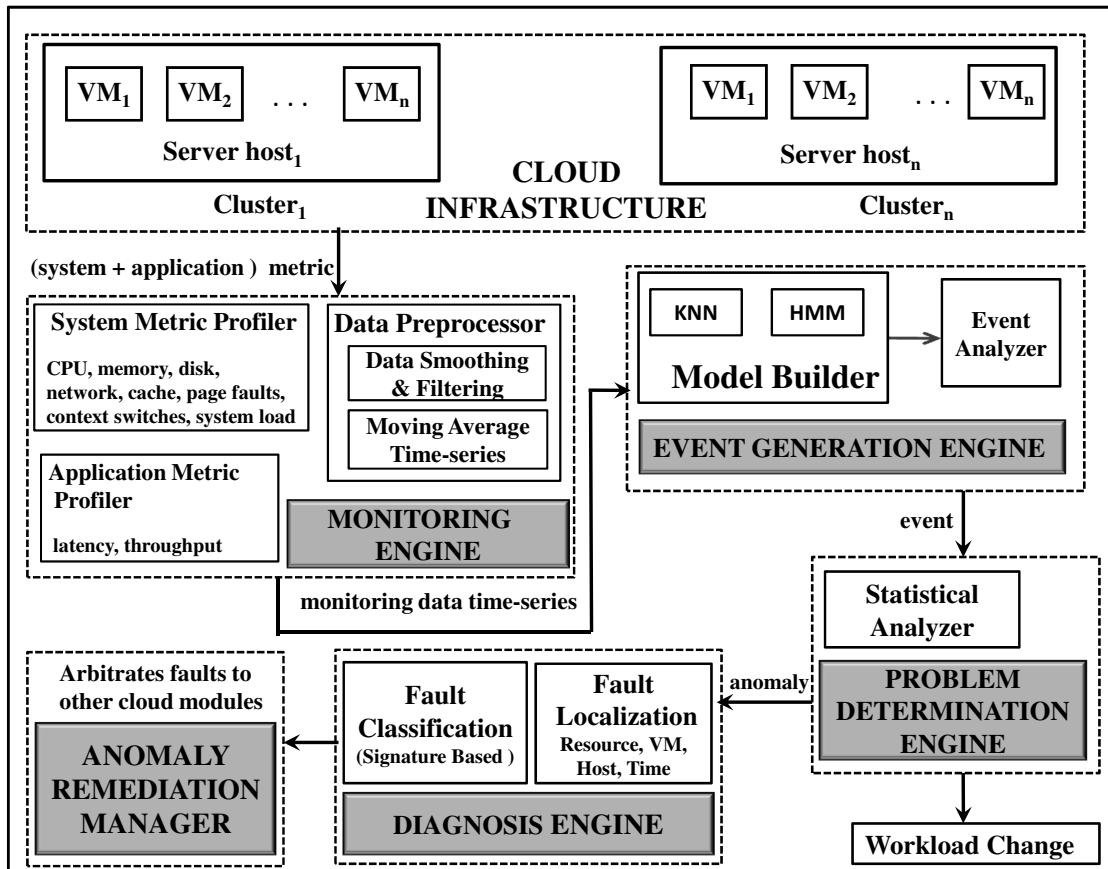 VM1 VM2 . . . VMn
Server host1
Cluster1
VM1 VM2 . . . VMn
Server host n
Cluster n
CLOUD
INFRASTRUCTURE
(system + application ) metric
System Metric Profiler
CPU, memory, disk,
network, cache, page faults,
context switches, system load
Application Metric
Profiler
latency, throughput
Data Preprocessor
Data Smoothing
& Filtering
Moving Average
Time-series
MONITORING
ENGINE
monitoring data time-series
KNN
HMM
Model Builder
Event
Analyzer
EVENT GENERATION ENGINE
event
Statistical
Analyzer
PROBLEM
DETERMINATION
ENGINE
anomaly
Workload Change
Fault
Classification
(Signature Based )
Fault
Localization
Resource, VM,
Host, Time
DIAGNOSIS ENGINE
Arbitrates faults to
other cloud modules
ANOMALY
REMEDIATION
MANAGER